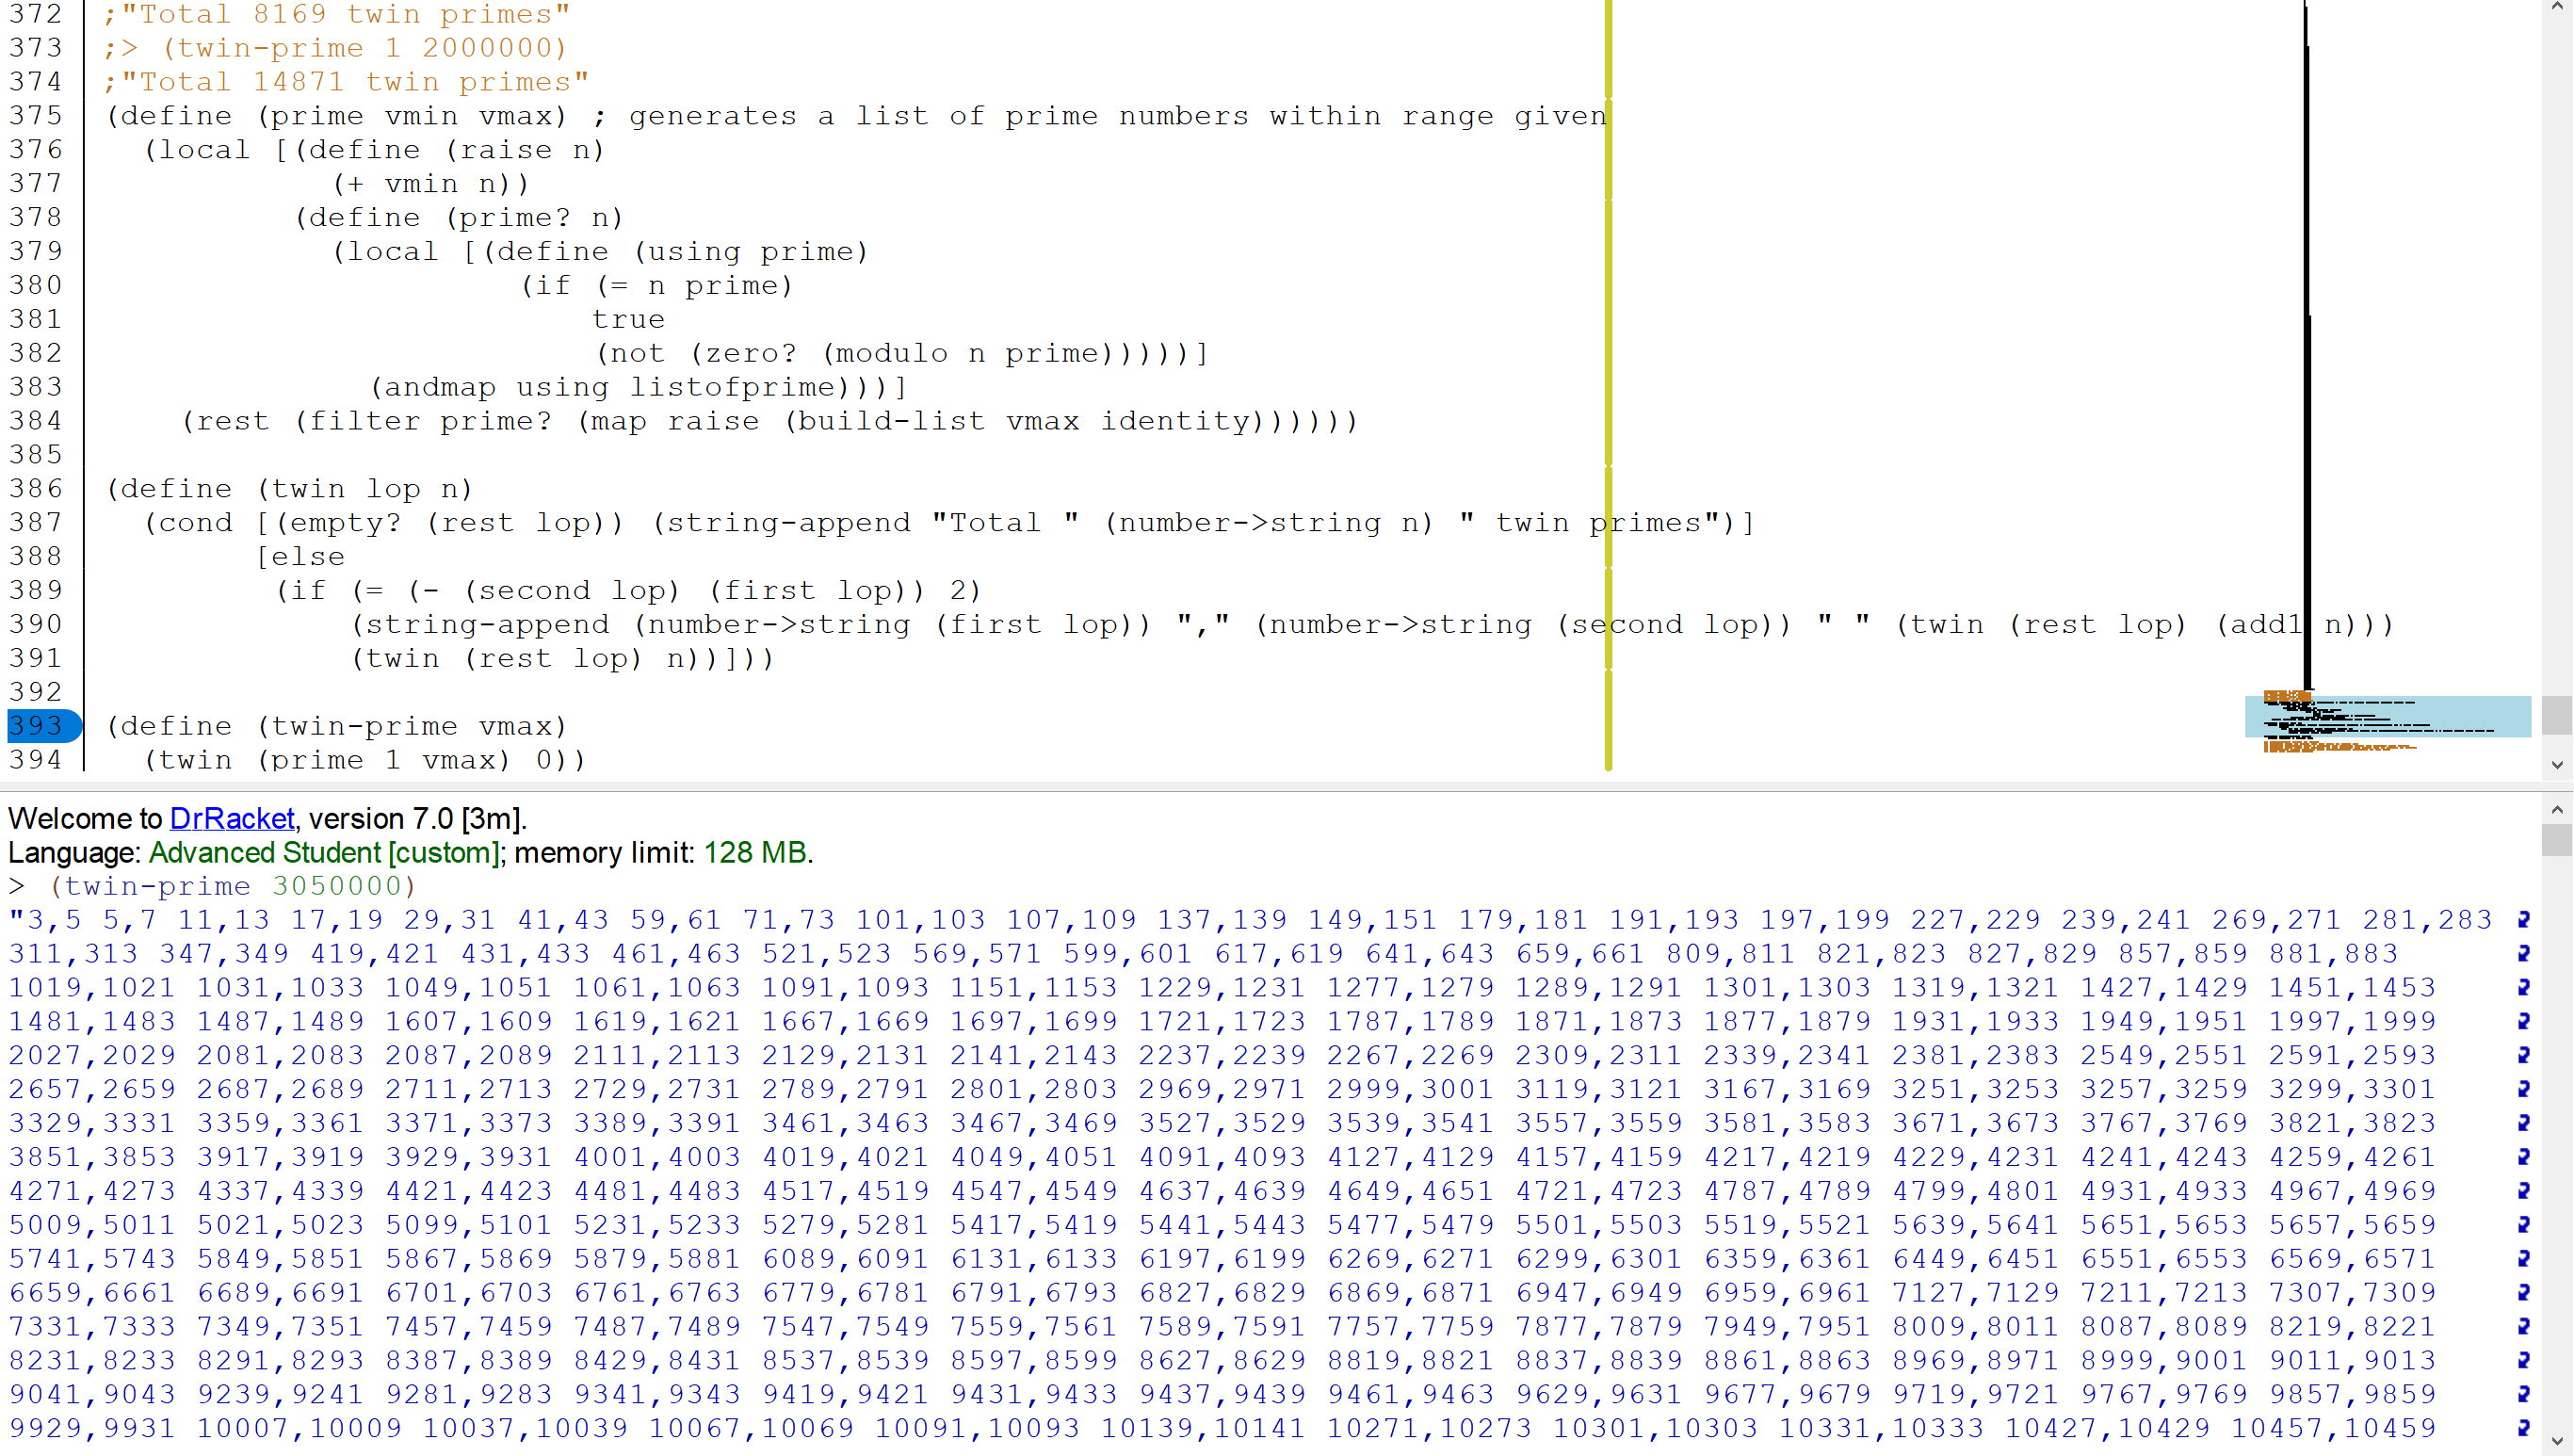 372 ;"Total 8169 twin primes"
373 ;> (twin-prime 1 2000000)
374 ;"Total 14871 twin primes"
375 (define (prime vmin vmax) ; generates a list of prime numbers within range given
376   (local [(define (raise n)
377             (+ vmin n))
378           (define (prime? n)
379             (local [(define (using prime)
380                       (if (= n prime)
381                           true
382                           (not (zero? (modulo n prime)))))]
383               (andmap using listofprime)))]
384     (rest (filter prime? (map raise (build-list vmax identity))))))
385
386 (define (twin lop n)
387   (cond [(empty? (rest lop)) (string-append "Total " (number->string n) " twin primes")]
388         [else
389          (if (= (- (second lop) (first lop)) 2)
390              (string-append (number->string (first lop)) "," (number->string (second lop)) " " (twin (rest lop) (add1 n)))
391              (twin (rest lop) n))]))
392
393 (define (twin-prime vmax)
394   (twin (prime 1 vmax) 0))
Welcome to DrRacket, version 7.0 [3m].
Language: Advanced Student [custom]; memory limit: 128 MB.
> (twin-prime 3050000)
"3,5 5,7 11,13 17,19 29,31 41,43 59,61 71,73 101,103 107,109 137,139 149,151 179,181 191,193 197,199 227,229 239,241 269,271 281,283
311,313 347,349 419,421 431,433 461,463 521,523 569,571 599,601 617,619 641,643 659,661 809,811 821,823 827,829 857,859 881,883
1019,1021 1031,1033 1049,1051 1061,1063 1091,1093 1151,1153 1229,1231 1277,1279 1289,1291 1301,1303 1319,1321 1427,1429 1451,1453
1481,1483 1487,1489 1607,1609 1619,1621 1667,1669 1697,1699 1721,1723 1787,1789 1871,1873 1877,1879 1931,1933 1949,1951 1997,1999
2027,2029 2081,2083 2087,2089 2111,2113 2129,2131 2141,2143 2237,2239 2267,2269 2309,2311 2339,2341 2381,2383 2549,2551 2591,2593
2657,2659 2687,2689 2711,2713 2729,2731 2789,2791 2801,2803 2969,2971 2999,3001 3119,3121 3167,3169 3251,3253 3257,3259 3299,3301
3329,3331 3359,3361 3371,3373 3389,3391 3461,3463 3467,3469 3527,3529 3539,3541 3557,3559 3581,3583 3671,3673 3767,3769 3821,3823
3851,3853 3917,3919 3929,3931 4001,4003 4019,4021 4049,4051 4091,4093 4127,4129 4157,4159 4217,4219 4229,4231 4241,4243 4259,4261
4271,4273 4337,4339 4421,4423 4481,4483 4517,4519 4547,4549 4637,4639 4649,4651 4721,4723 4787,4789 4799,4801 4931,4933 4967,4969
5009,5011 5021,5023 5099,5101 5231,5233 5279,5281 5417,5419 5441,5443 5477,5479 5501,5503 5519,5521 5639,5641 5651,5653 5657,5659
5741,5743 5849,5851 5867,5869 5879,5881 6089,6091 6131,6133 6197,6199 6269,6271 6299,6301 6359,6361 6449,6451 6551,6553 6569,6571
6659,6661 6689,6691 6701,6703 6761,6763 6779,6781 6791,6793 6827,6829 6869,6871 6947,6949 6959,6961 7127,7129 7211,7213 7307,7309
7331,7333 7349,7351 7457,7459 7487,7489 7547,7549 7559,7561 7589,7591 7757,7759 7877,7879 7949,7951 8009,8011 8087,8089 8219,8221
8231,8233 8291,8293 8387,8389 8429,8431 8537,8539 8597,8599 8627,8629 8819,8821 8837,8839 8861,8863 8969,8971 8999,9001 9011,9013
9041,9043 9239,9241 9281,9283 9341,9343 9419,9421 9431,9433 9437,9439 9461,9463 9629,9631 9677,9679 9719,9721 9767,9769 9857,9859
9929,9931 10007,10009 10037,10039 10067,10069 10091,10093 10139,10141 10271,10273 10301,10303 10331,10333 10427,10429 10457,10459